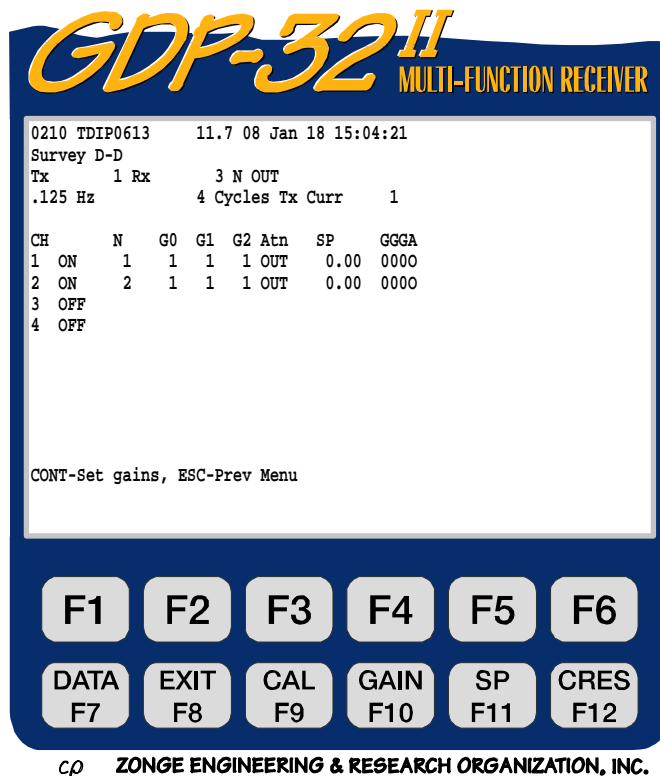 GDP-32 II
MULTI-FUNCTION RECEIVER
0210 TDIP0613 11.7 08 Jan 18 15:04:21
Survey D-D
Tx 1 Rx 3 N OUT
.125 Hz 4 Cycles Tx Curr 1
CH N G0 G1 G2 Atn SP GGGA
1 ON 1 1 1 1 OUT 0.00 000O
2 ON 2 1 1 1 OUT 0.00 000O
3 OFF
4 OFF
CONT-Set gains, ESC-Prev Menu
F1 F2 F3 F4 F5 F6
DATA EXIT CAL GAIN SP CRES
F7 F8 F9 F10 F11 F12
ZONGE ENGINEERING & RESEARCH ORGANIZATION, INC.